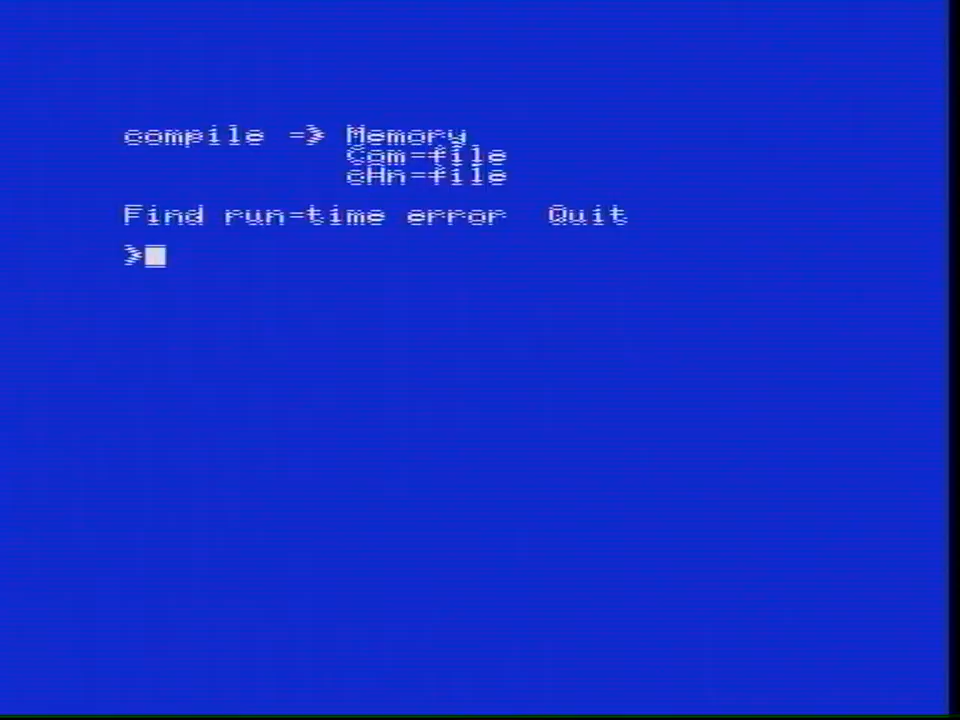 compile => Memory
Com-file
cHn-file
Find run-time error Quit
>